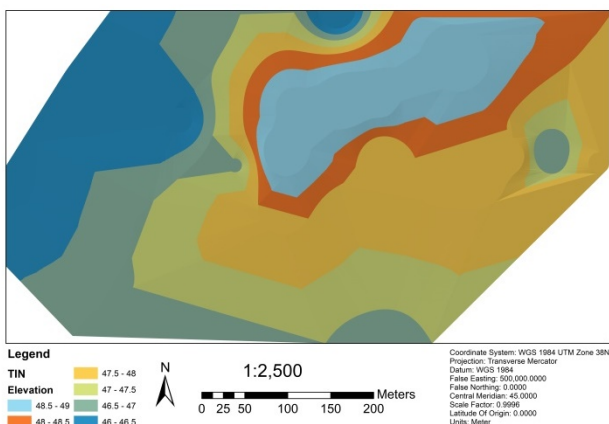 Legend
TIN
Elevation
48.5 - 49
48 - 48.5
47.5 - 48
47 - 47.5
46.5 - 47
46 - 46.5
N
1:2,500
Meters
0 25 50 100 150 200
Coordinate System: WGS 1984 UTM Zone 38N
Projection: Transverse Mercator
Datum: WGS 1984
False Easting: 500,000.0000
False Northing: 0.0000
Central Meridian: 45.0000
Scale Factor: 0.9996
Latitude Of Origin: 0.0000
Units: Meter